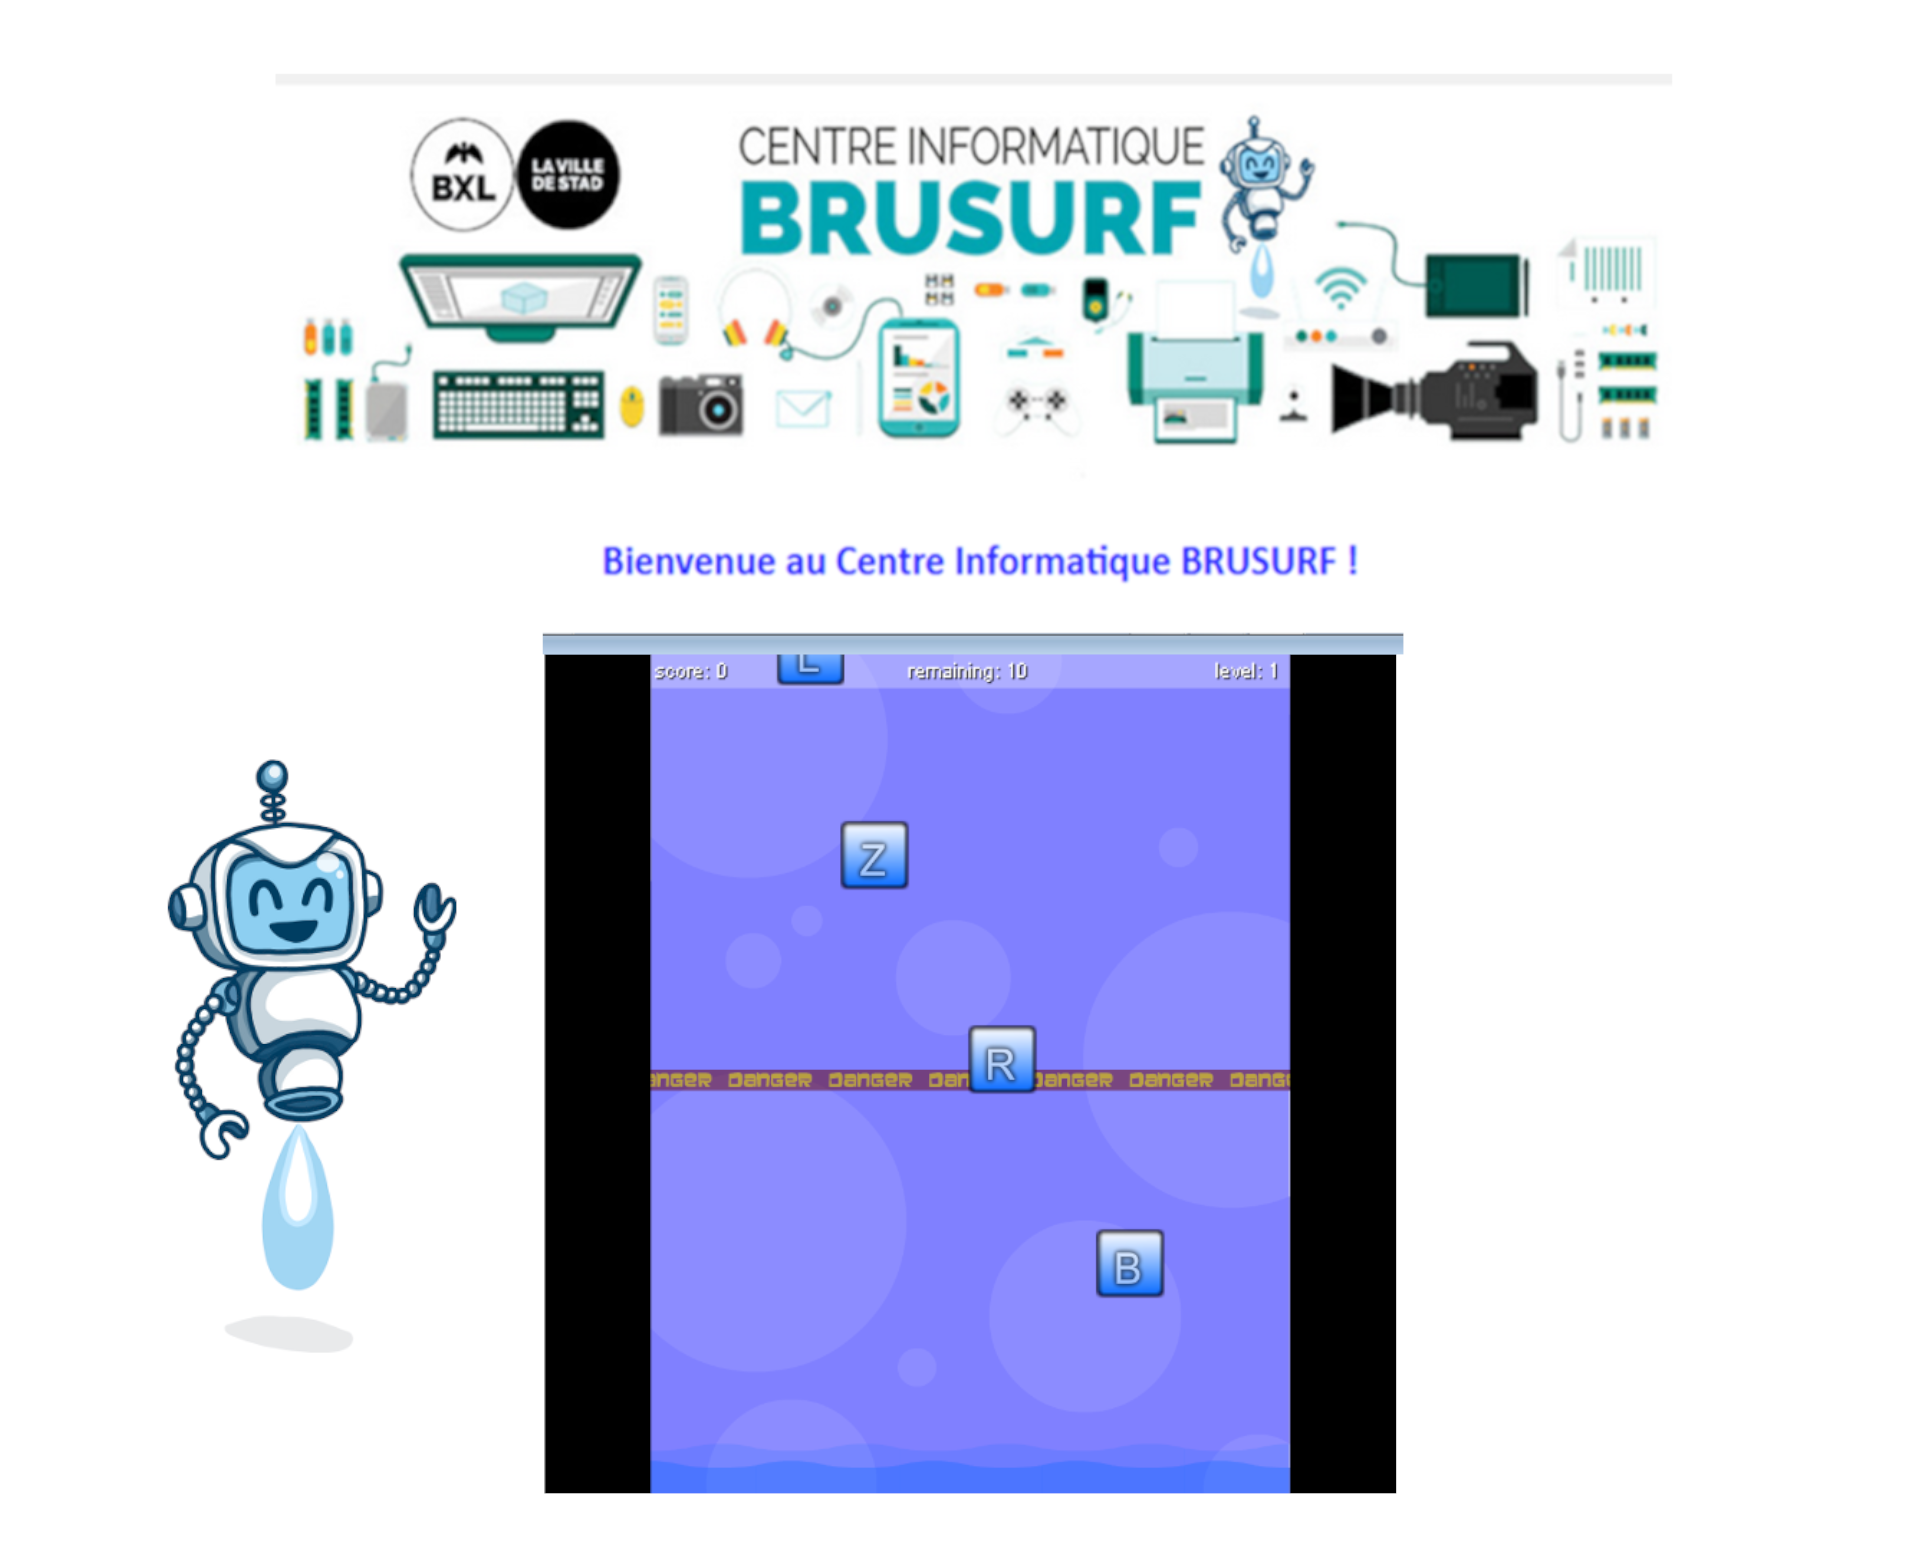 BXL
LA VILLE
DE STAD
CENTRE INFORMATIQUE
BRUSURF
Bienvenue au Centre Informatique BRUSURF !
score: 0 L remaining: 10 level: 1
Z
anGeR DanGeR DanGeR Dan R DanGeR DanGeR DanGe
B